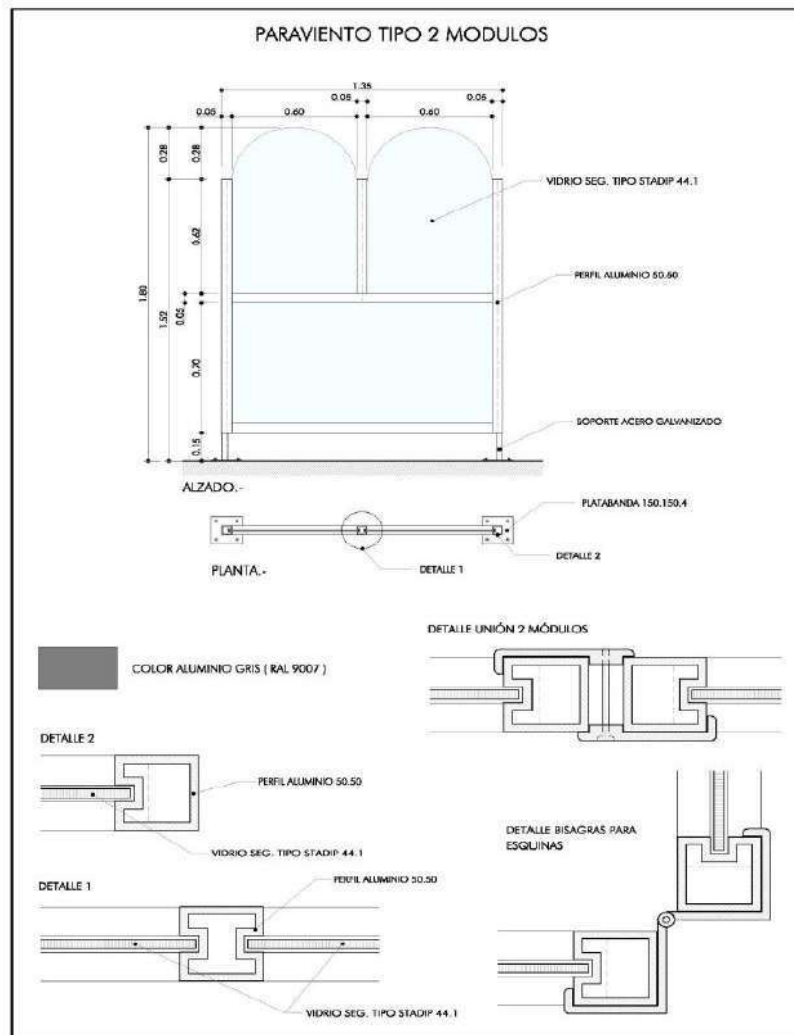 PARAVIENTO TIPO 2 MODULOS
1.35
0.05
0.05
0.05
0.60
0.60
0.28
0.28
VIDRIO SEG. TIPO STADIP 44.1
0.62
PERFIL ALUMINIO 50.60
1.80
1.52
0.05
0.70
SOPORTE ACERO GALVANIZADO
0.15
ALZADO.-
PLATABANDA 150.150.4
DETALLE 2
DETALLE 1
PLANTA.-
DETALLE UNIÓN 2 MÓDULOS
COLOR ALUMINIO GRIS ( RAL 9007 )
DETALLE 2
PERFIL ALUMINIO 50.50
VIDRIO SEG. TIPO STADIP 44.1
DETALLE BISAGRAS PARA
ESQUINAS
DETALLE 1
PERFIL ALUMINIO 50.50
VIDRIO SEG. TIPO STADIP 44.1